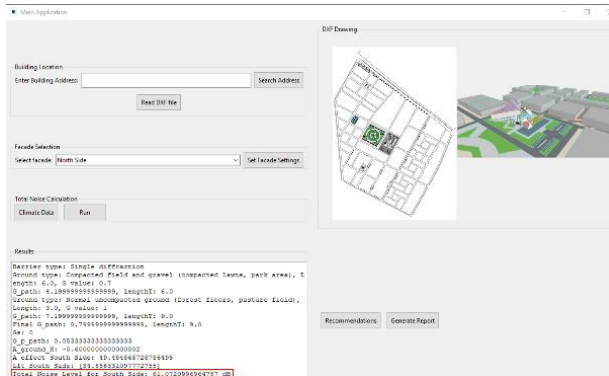 Main Application
DXF Drawing
Building Location
Enter Building Address:
Search Address
Read DXF file
Facade Selection
Select facade: North Side
Set Facade Settings
Total Noise Calculation
Climate Data
Run
Results
Barrier type: Single diffraction
Ground type: Compacted field and gravel (compacted lawns, park area), L
ength: 6.0, G value: 0.7
G_path: 4.199999999999999, lengthT: 6.0
Ground type: Normal uncompacted ground (forest floors, pasture field),
Length: 3.0, G value: 1
G_path: 7.199999999999999, lengthT: 9.0
Final G_path: 0.7999999999999999, lengthT: 9.0
Gs: 0
G_p_path: 0.05333333333333333
A_ground_H: -0.6000000000000002
A effect South Side:
Lft South Side:
Total Noise Level for South Side: 61.0720996964787 dB
Recommendations
Generate Report